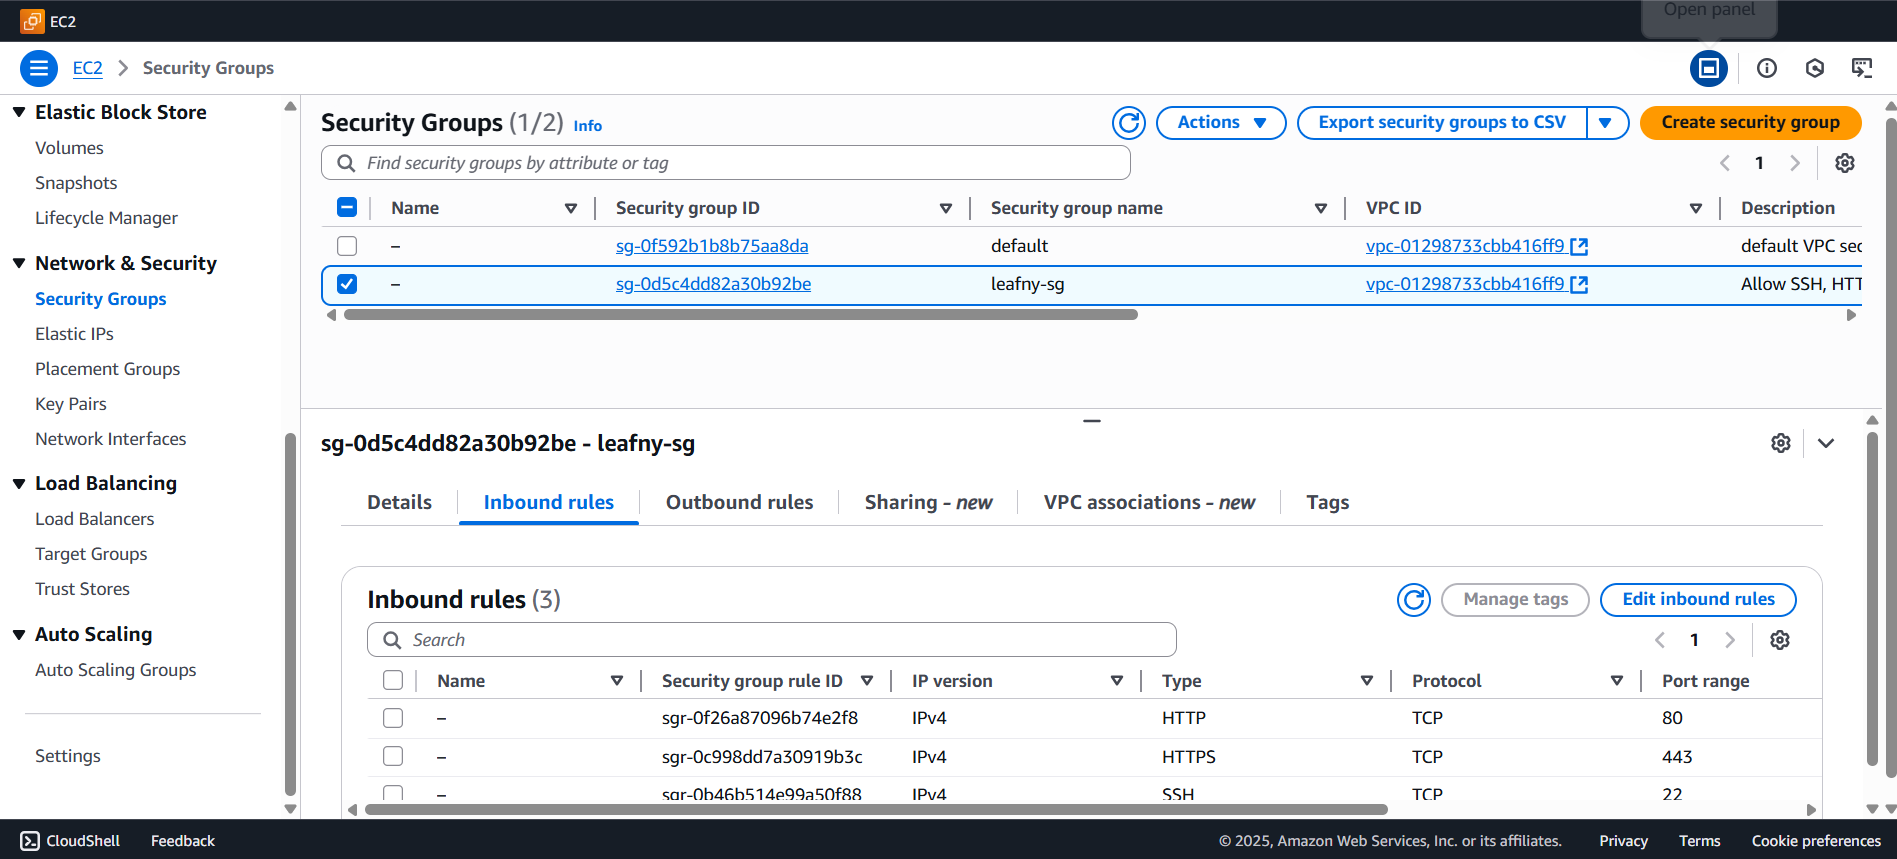 EC2
Open panel
EC2 > Security Groups
Elastic Block Store
Volumes
Snapshots
Lifecycle Manager
Network & Security
Security Groups
Elastic IPs
Placement Groups
Key Pairs
Network Interfaces
Load Balancing
Load Balancers
Target Groups
Trust Stores
Auto Scaling
Auto Scaling Groups
Settings
Security Groups (1/2) Info
Actions
Export security groups to CSV
Create security group
Find security groups by attribute or tag
1
Name Security group ID Security group name VPC ID Description
– sg-0f592b1b8b75aa8da default vpc-01298733cbb416ff9 default VPC sec
– sg-0d5c4dd82a30b92be leafny-sg vpc-01298733cbb416ff9 Allow SSH, HTT
sg-0d5c4dd82a30b92be - leafny-sg
Details Inbound rules Outbound rules Sharing - new VPC associations - new Tags
Inbound rules (3)
Manage tags
Edit inbound rules
Search
1
Name Security group rule ID IP version Type Protocol Port range
– sgr-0f26a87096b74e2f8 IPv4 HTTP TCP 80
– sgr-0c998dd7a30919b3c IPv4 HTTPS TCP 443
– sgr-0b46b514e99a50f88 IPv4 SSH TCP 22
CloudShell Feedback © 2025, Amazon Web Services, Inc. or its affiliates. Privacy Terms Cookie preferences